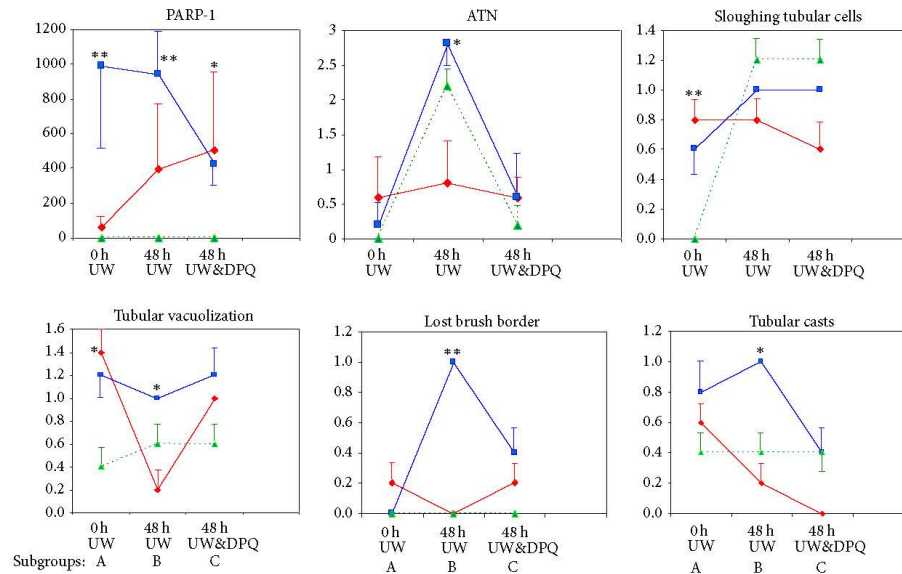 PARP-1
1200
1000
800
600
400
200
0
**
**
*
0 h
UW
48 h
UW
48 h
UW&DPQ
ATN
3
2.5
2
1.5
1
0.5
0
*
0 h
UW
48 h
UW
48 h
UW&DPQ
Sloughing tubular cells
1.4
1.2
1.0
0.8
0.6
0.4
0.2
0.0
**
0 h
UW
48 h
UW
48 h
UW&DPQ
Tubular vacuolization
1.6
1.4
1.2
1.0
0.8
0.6
0.4
0.2
0.0
*
*
0 h
UW
48 h
UW
48 h
UW&DPQ
Subgroups: A B C
Lost brush border
1.2
1.0
0.8
0.6
0.4
0.2
0.0
**
0 h
UW
48 h
UW
48 h
UW&DPQ
A B C
Tubular casts
1.2
1.0
0.8
0.6
0.4
0.2
0.0
*
0 h
UW
48 h
UW
48 h
UW&DPQ
A B C